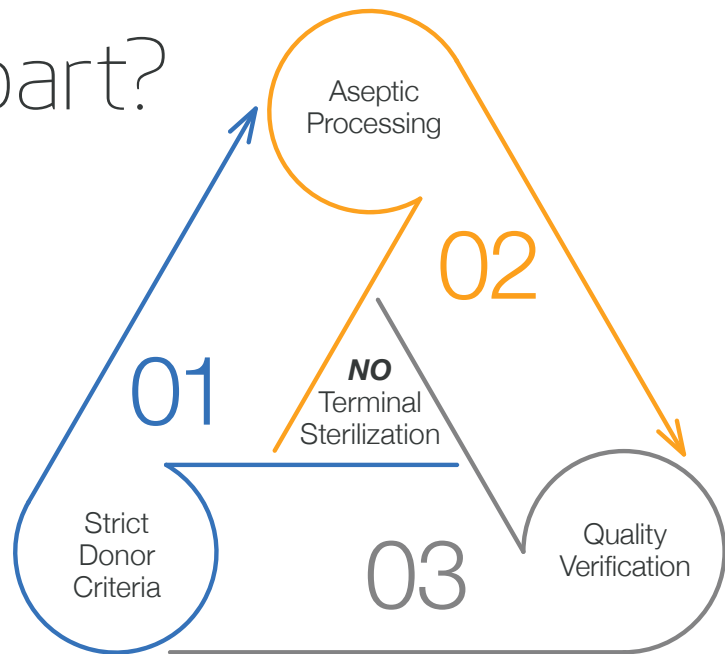 part?
Aseptic
Processing
02
01
NO
Terminal
Sterilization
Strict
Donor
Criteria
03
Quality
Verification